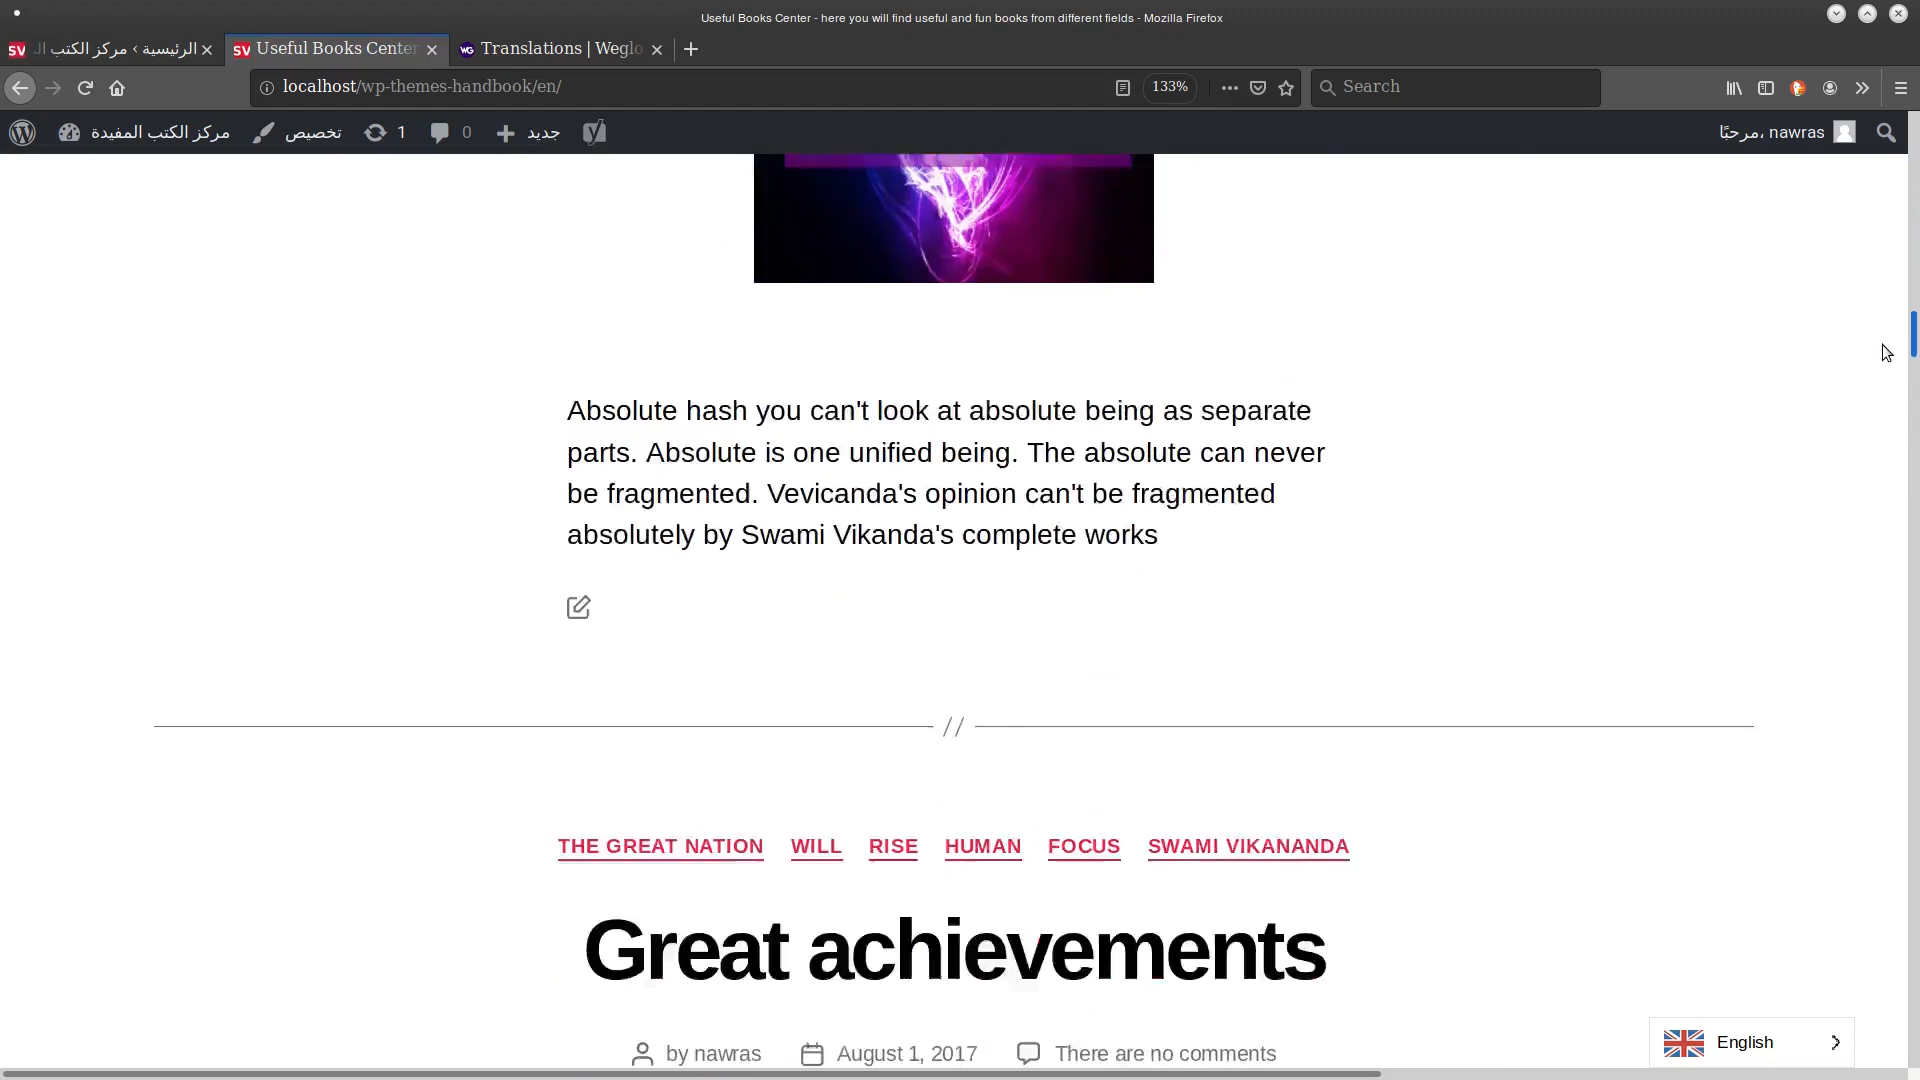 Useful Books Center - here you will find useful and fun books from different fields - Mozilla Firefox
الرئيسية ‹ مركز الكتب
Useful Books Center
Translations | Weglo
localhost/wp-themes-handbook/en/
133%
Search
مركز الكتب المفيدة
تخصيص
1
0
جديد
مرحبًا، nawras
Absolute hash you can't look at absolute being as separate
parts. Absolute is one unified being. The absolute can never
be fragmented. Vevicanda's opinion can't be fragmented
absolutely by Swami Vikanda's complete works
THE GREAT NATION WILL RISE HUMAN FOCUS SWAMI VIKANANDA
Great achievements
by nawras August 1, 2017 There are no comments
English